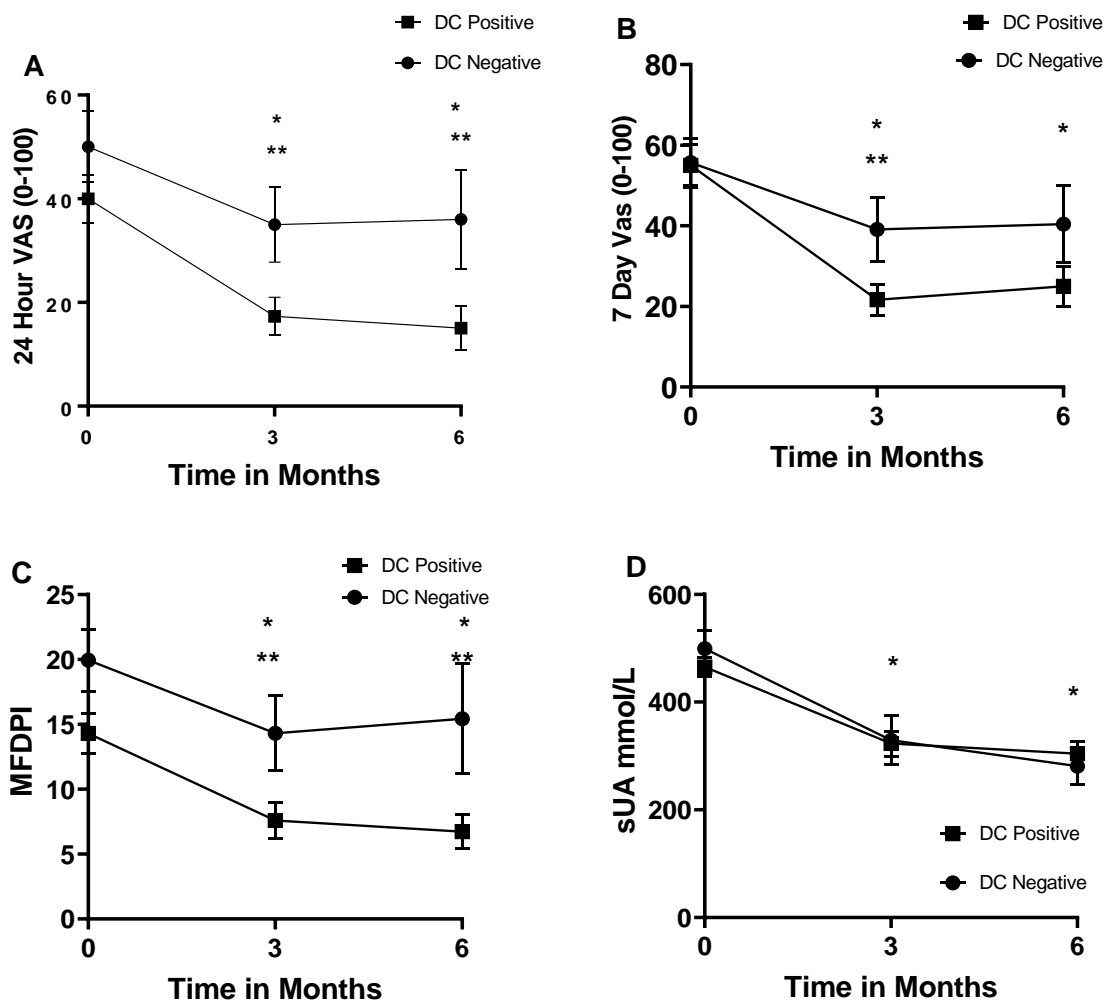 A
DC Positive
DC Negative
24 Hour VAS (0-100)
60
40
20
0
*
**
*
**
0
3
6
Time in Months
B
DC Positive
DC Negative
7 Day Vas (0-100)
80
60
40
20
0
*
**
*
0
3
6
Time in Months
C
DC Positive
DC Negative
MFDPI
25
20
15
10
5
0
*
**
*
**
0
3
6
Time in Months
D
sUA mmol/L
600
400
200
0
*
*
DC Positive
DC Negative
0
3
6
Time in Months